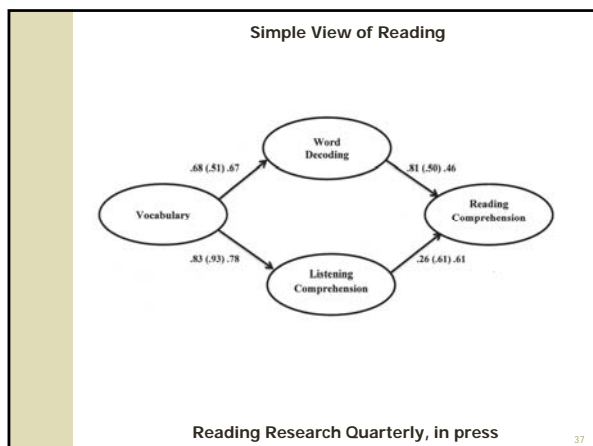 Simple View of Reading
Word
Decoding
.68 (.51) .67
.81 (.50) .46
Vocabulary
Reading
Comprehension
.83 (.93) .78
.26 (.61) .61
Listening
Comprehension
Reading Research Quarterly, in press
37